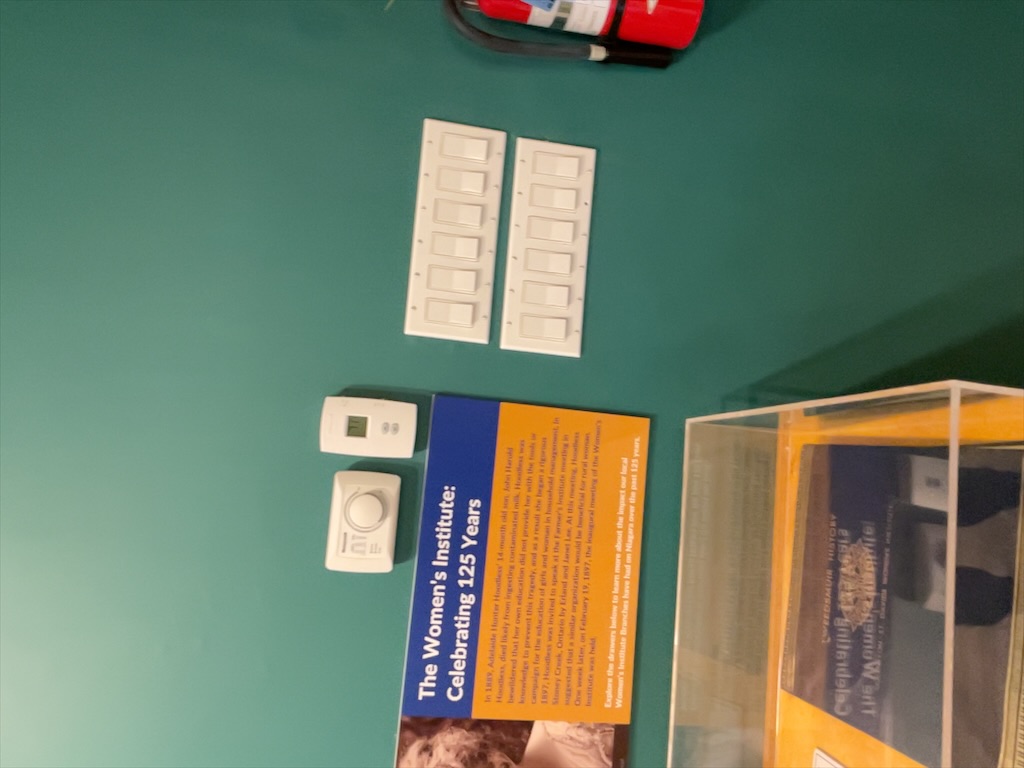 The Women's Institute:
Celebrating 125 Years
In 1889, Adelaide Hunter Hoodless' 14-month old son, John Harold
Hoodless, died likely from ingesting contaminated milk. Hoodless was
bewildered that her own education did not provide her with the tools or
knowledge to prevent this tragedy, and as a result she began a rigorous
campaign for the education of girls and women in household management. In
1897, Hoodless was invited to speak at the Farmer's Institute meeting in
Stoney Creek, Ontario by Erland and Janet Lee. At this meeting, Hoodless
suggested that a similar organization would be beneficial for rural women.
One week later, on February 19, 1897, the inaugural meeting of the Women's
Institute was held.
Explore the drawers below to learn more about the impact our local
Women's Institute Branches have had on Niagara over the past 125 years.